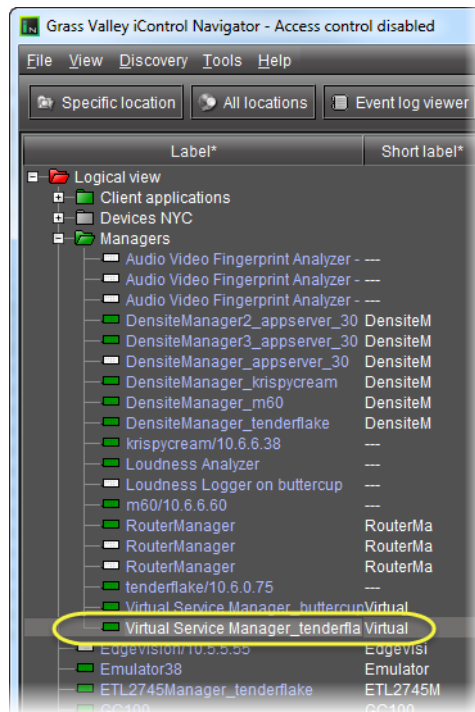 Grass Valley iControl Navigator - Access control disabled
File View Discovery Tools Help
Specific location All locations Event log viewer
Label* Short label*
Logical view
Client applications
Devices NYC
Managers
Audio Video Fingerprint Analyzer - ---
Audio Video Fingerprint Analyzer - ---
Audio Video Fingerprint Analyzer - ---
DensiteManager2_appserver_30 DensiteM
DensiteManager3_appserver_30 DensiteM
DensiteManager_appserver_30 DensiteM
DensiteManager_krispycream DensiteM
DensiteManager_m60 DensiteM
DensiteManager_tenderflake DensiteM
krispycream/10.6.6.38 ---
Loudness Analyzer ---
Loudness Logger on buttercup ---
m60/10.6.6.60 ---
RouterManager RouterMa
RouterManager RouterMa
RouterManager RouterMa
tenderflake/10.6.0.75 ---
Virtual Service Manager_buttercup Virtual
Virtual Service Manager_tenderfla Virtual
EdgeVision/10.5.5.55 EdgeVisi
Emulator38 Emulator
ETL2745Manager_tenderflake ETL2745M
GC100 GC100